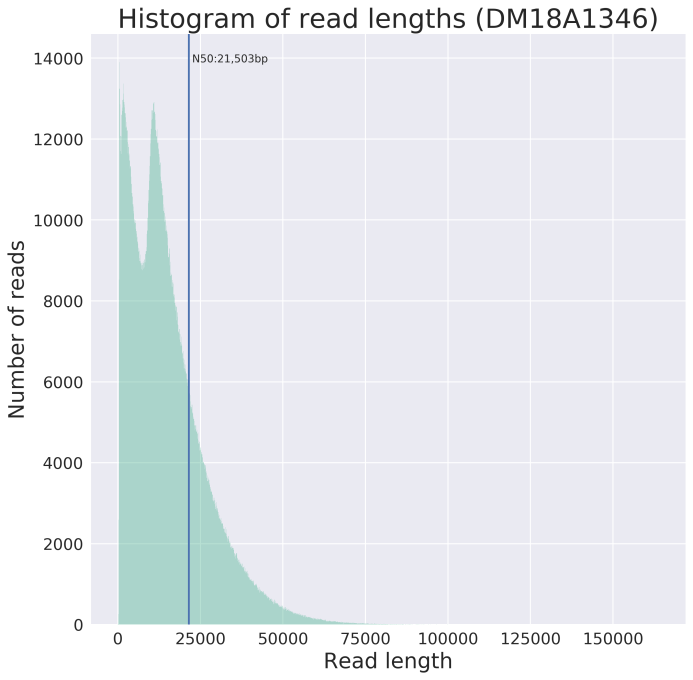 Histogram of read lengths (DM18A1346)
N50:21,503bp
14000
12000
10000
8000
6000
4000
2000
0
Number of reads
0 25000 50000 75000 100000 125000 150000
Read length